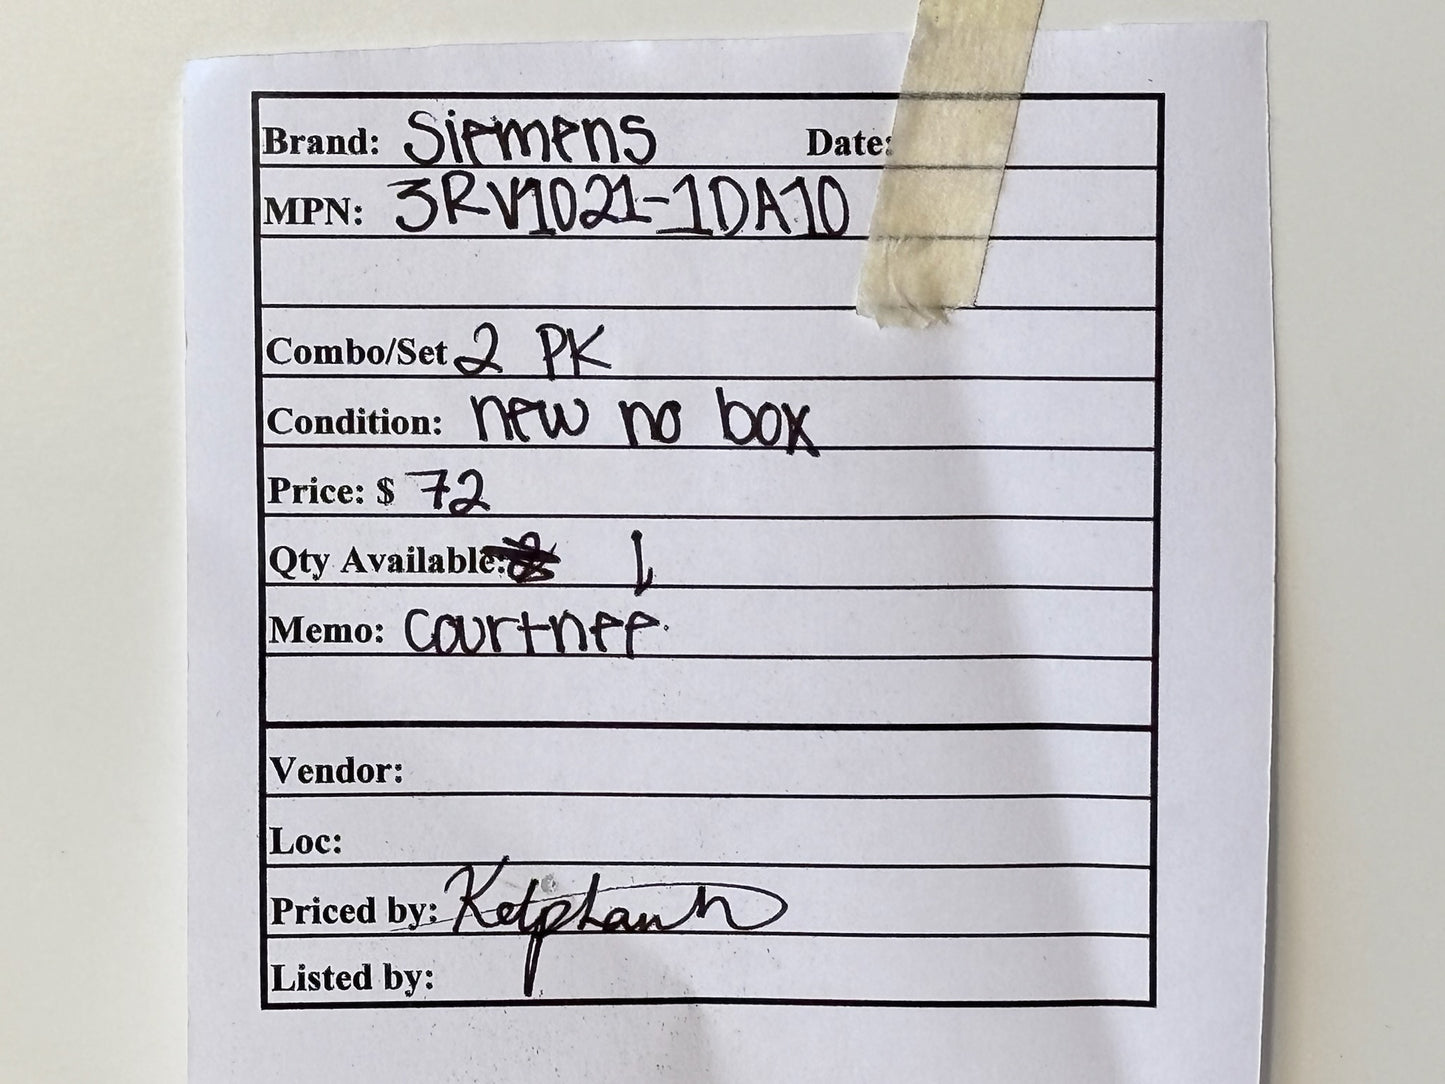 Brand: Siemens Date:
MPN: 3RV1021-1DA10
Combo/Set 2 PK
Condition: new no box
Price: $ 72
Qty Available: 1
Memo: Courtnee
Vendor:
Loc:
Priced by:
Listed by: